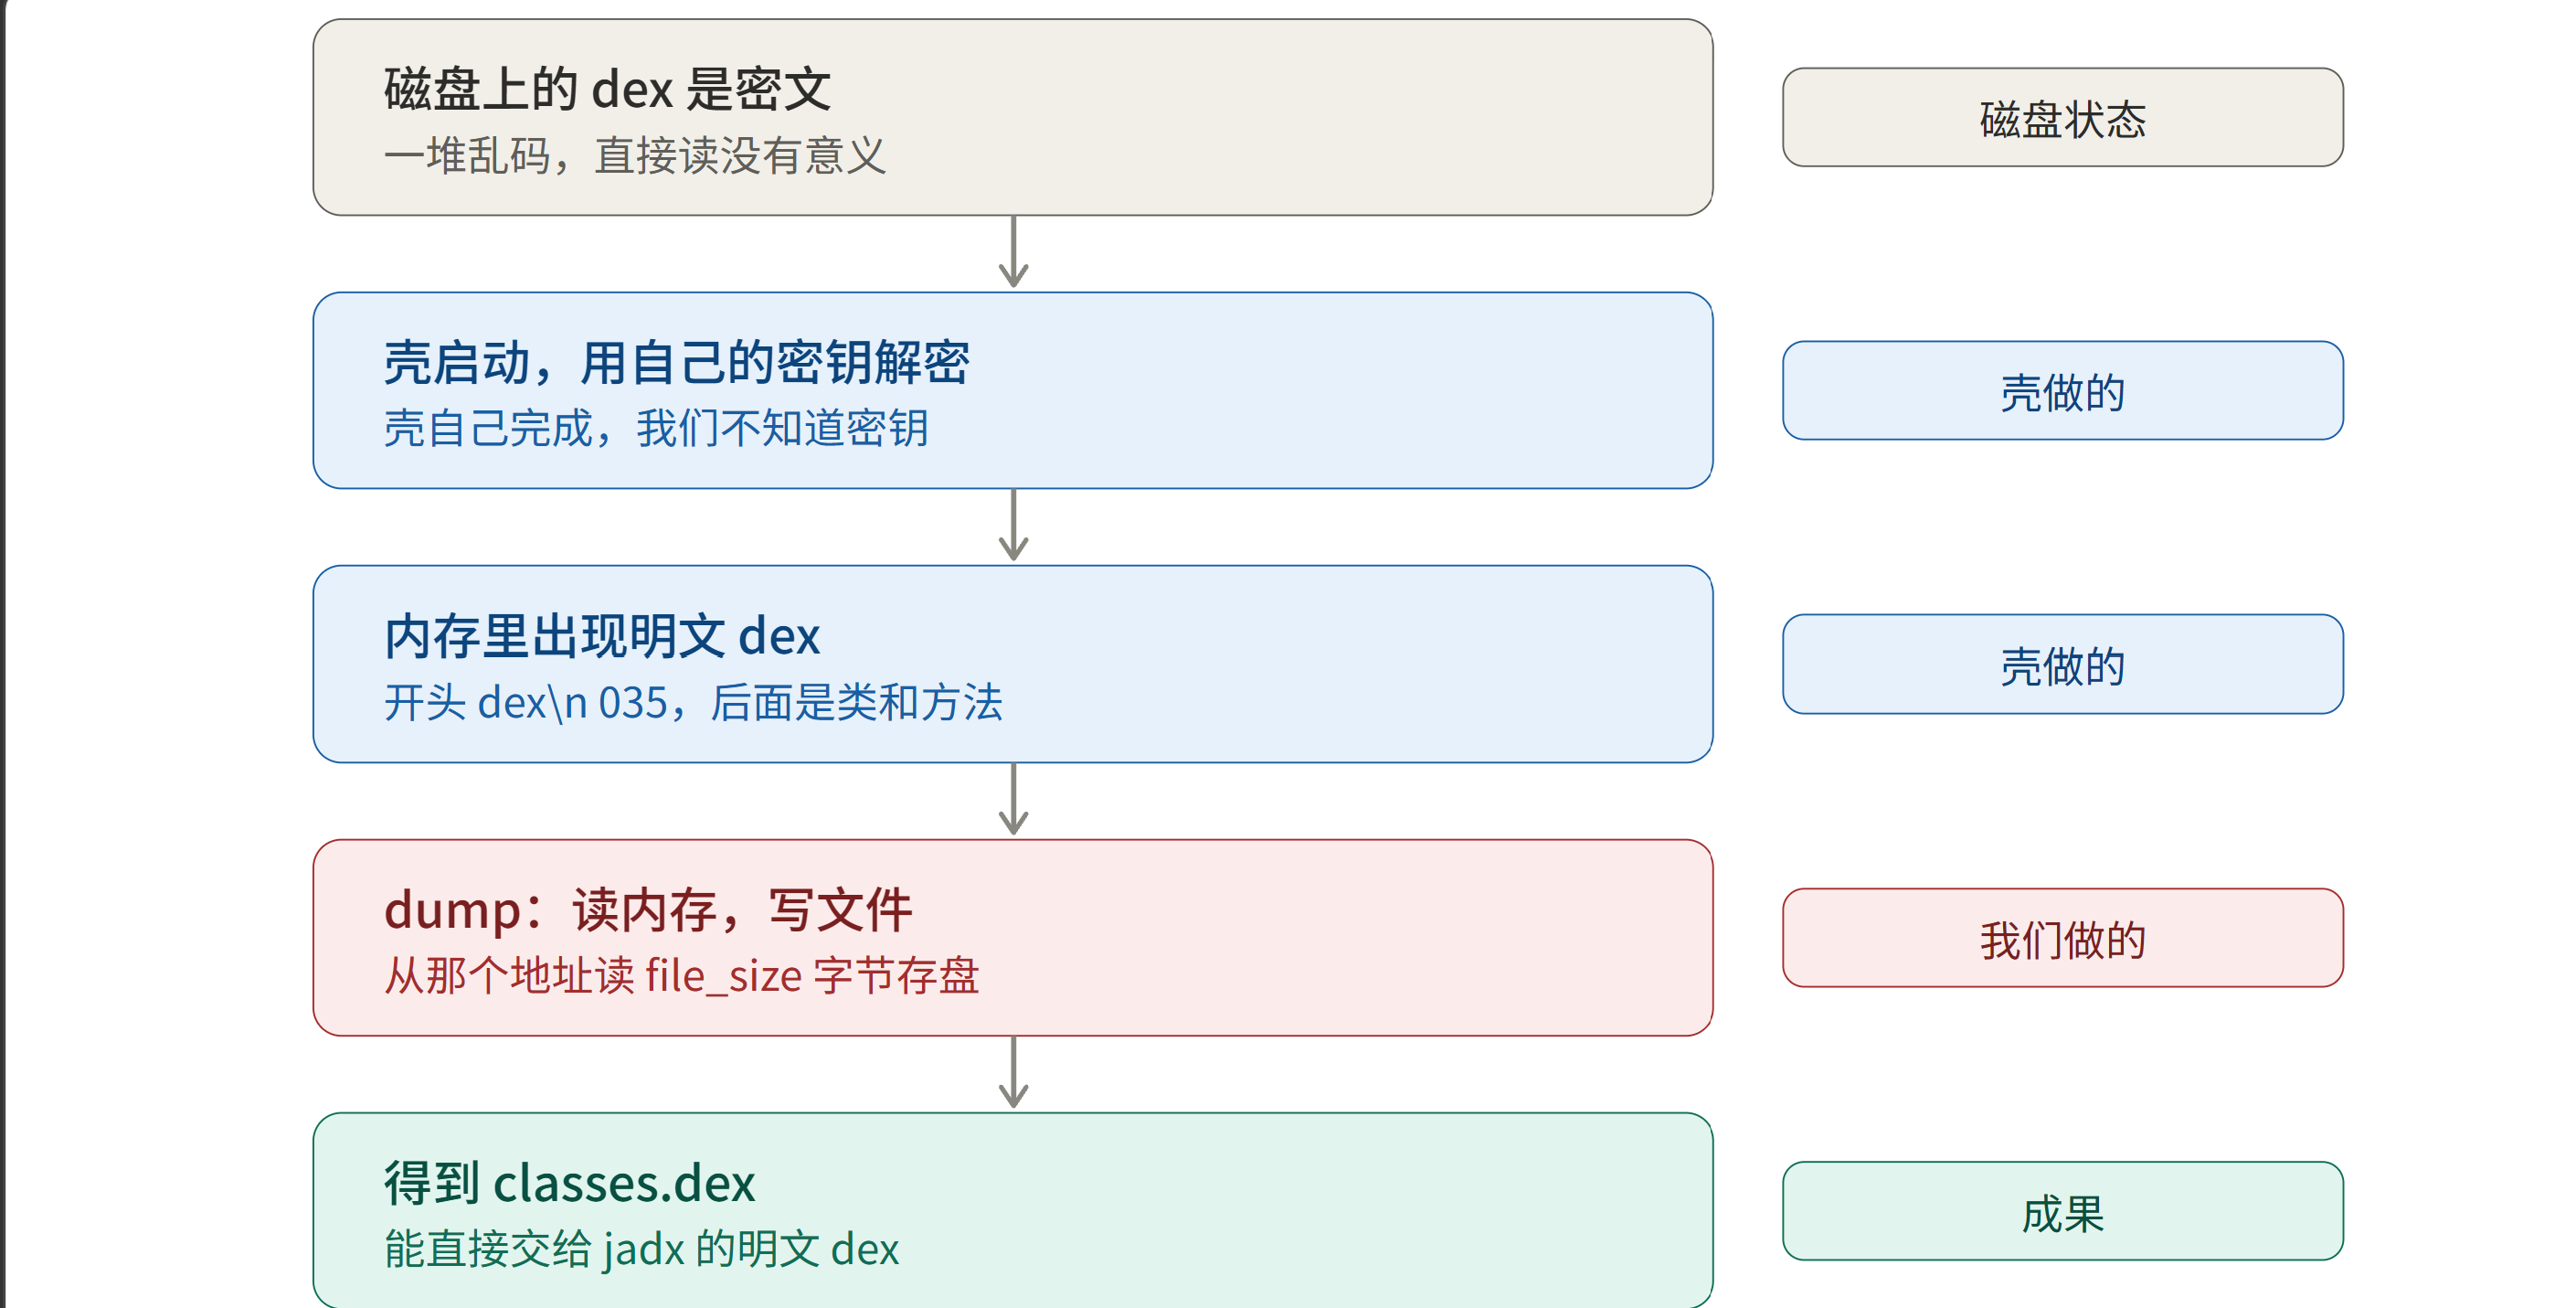 磁盘上的 dex 是密文
一堆乱码，直接读没有意义
磁盘状态
壳启动，用自己的密钥解密
壳自己完成，我们不知道密钥
壳做的
内存里出现明文 dex
开头 dex\n 035，后面是类和方法
壳做的
dump：读内存，写文件
从那个地址读 file_size 字节存盘
我们做的
得到 classes.dex
能直接交给 jadx 的明文 dex
成果